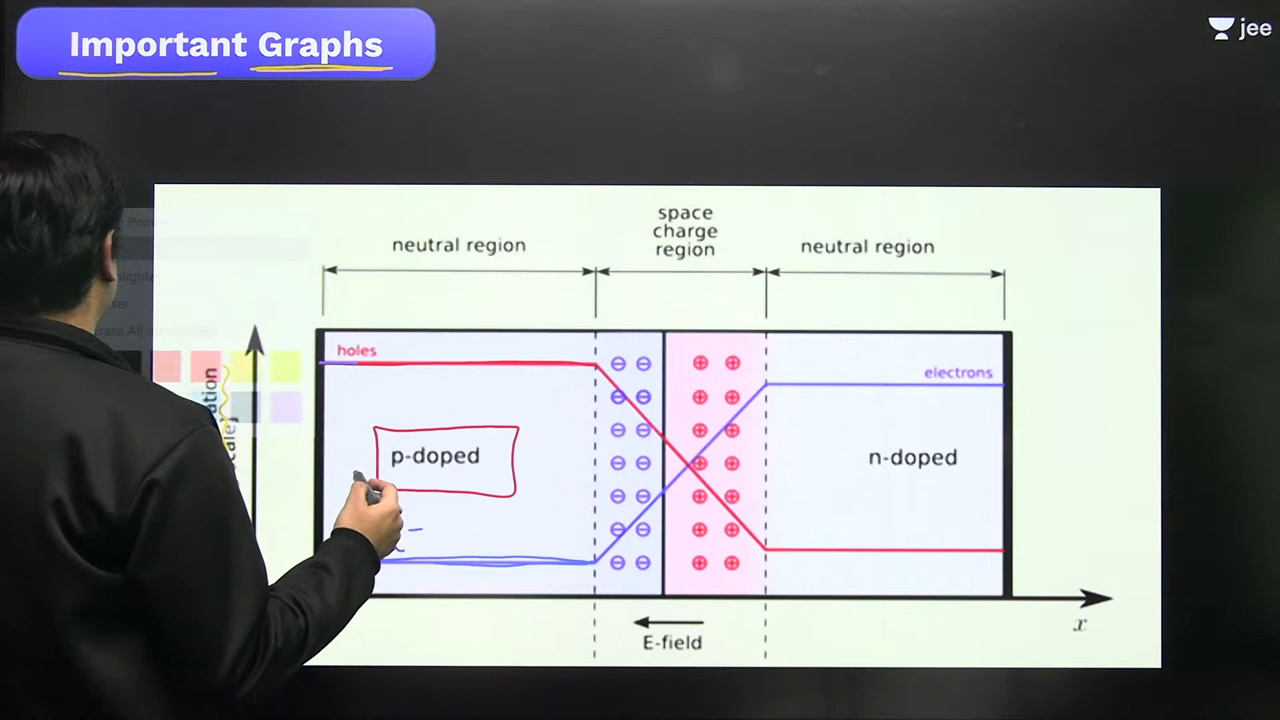 Important Graphs
jee
space
charge
region
neutral region
neutral region
holes
electrons
p-doped
n-doped
E-field
x